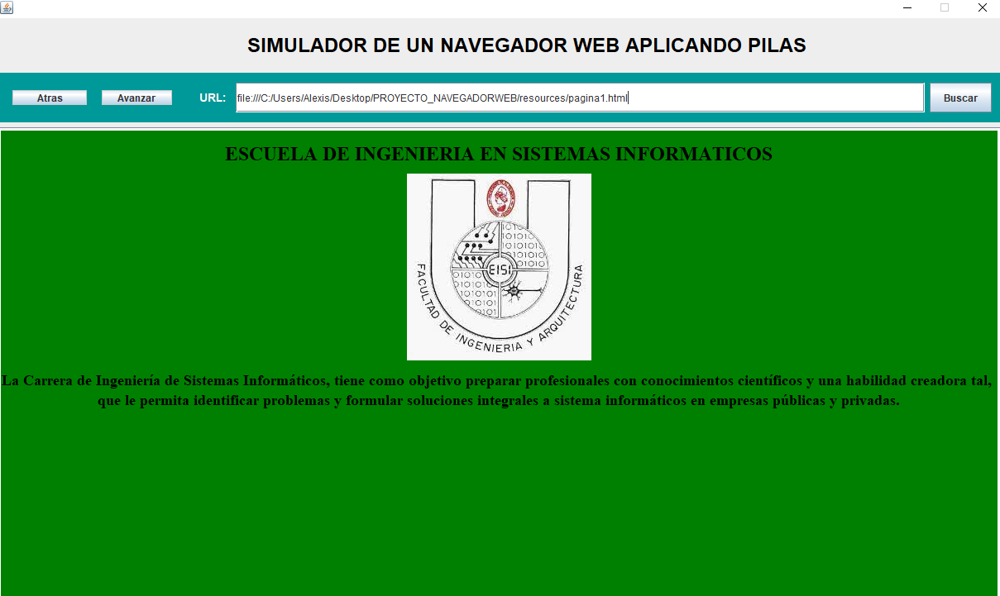 SIMULADOR DE UN NAVEGADOR WEB APLICANDO PILAS
Atras
Avanzar
URL:
file:///C:/Users/Alexis/Desktop/PROYECTO_NAVEGADORWEB/resources/pagina1.html
Buscar
ESCUELA DE INGENIERIA EN SISTEMAS INFORMATICOS
EISI
FACULTAD DE INGENIERIA Y ARQUITECTURA
La Carrera de Ingeniería de Sistemas Informáticos, tiene como objetivo preparar profesionales con conocimientos científicos y una habilidad creadora tal,
que le permita identificar problemas y formular soluciones integrales a sistema informáticos en empresas públicas y privadas.